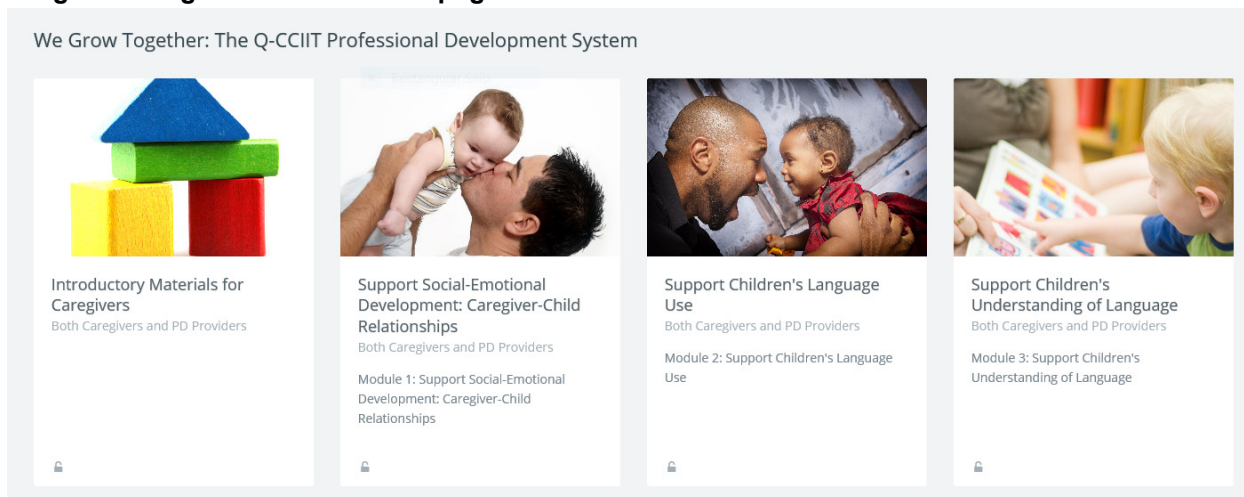 We Grow Together: The Q-CCIIT Professional Development System
Introductory Materials for
Caregivers
Both Caregivers and PD Providers
Support Social-Emotional
Development: Caregiver-Child
Relationships
Both Caregivers and PD Providers
Module 1: Support Social-Emotional
Development: Caregiver-Child
Relationships
Support Children's Language
Use
Both Caregivers and PD Providers
Module 2: Support Children's Language
Use
Support Children's
Understanding of Language
Both Caregivers and PD Providers
Module 3: Support Children's
Understanding of Language